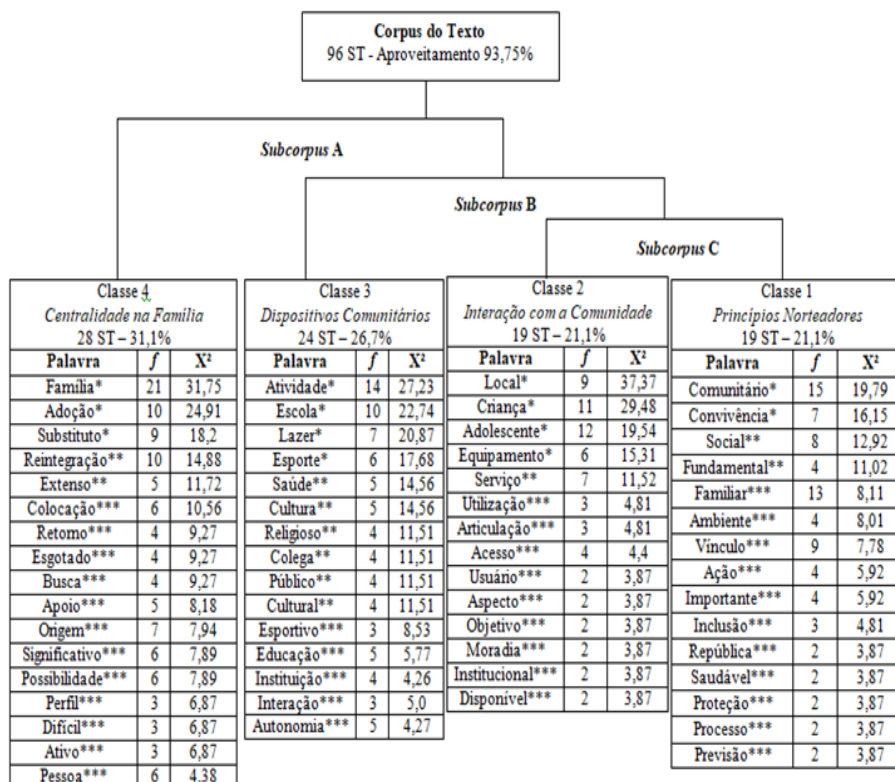 Corpus do Texto
96 ST - Aproveitamento 93,75%
Subcorpus A
Subcorpus B
Subcorpus C
Classe 4
Centralidade na Família
28 ST – 31,1%
Palavra f X²
Família* 21 31,75
Adoção* 10 24,91
Substituto* 9 18,2
Reintegração** 10 14,88
Extenso** 5 11,72
Colocação*** 6 10,56
Retorno*** 4 9,27
Esgotado*** 4 9,27
Busca*** 4 9,27
Apoio*** 5 8,18
Origem*** 7 7,94
Significativo*** 6 7,89
Possibilidade*** 6 7,89
Perfil*** 3 6,87
Difícil*** 3 6,87
Ativo*** 3 6,87
Pessoa*** 6 4,38
Classe 3
Dispositivos Comunitários
24 ST – 26,7%
Palavra f X²
Atividade* 14 27,23
Escola* 10 22,74
Lazer* 7 20,87
Esporte* 6 17,68
Saúde** 5 14,56
Cultura** 5 14,56
Religioso** 4 11,51
Colega** 4 11,51
Público** 4 11,51
Cultural** 4 11,51
Esportivo*** 3 8,53
Educação*** 5 5,77
Instituição*** 4 4,26
Interação*** 3 5,0
Autonomia*** 5 4,27
Classe 2
Interação com a Comunidade
19 ST – 21,1%
Palavra f X²
Local* 9 37,37
Criança* 11 29,48
Adolescente* 12 19,54
Equipamento* 6 15,31
Serviço** 7 11,52
Utilização*** 3 4,81
Articulação*** 3 4,81
Acesso*** 4 4,4
Usuário*** 2 3,87
Aspecto*** 2 3,87
Objetivo*** 2 3,87
Moradia*** 2 3,87
Institucional*** 2 3,87
Disponível*** 2 3,87
Classe 1
Princípios Norteadores
19 ST – 21,1%
Palavra f X²
Comunitário* 15 19,79
Convivência* 7 16,15
Social** 8 12,92
Fundamental** 4 11,02
Familiar*** 13 8,11
Ambiente*** 4 8,01
Vínculo*** 9 7,78
Ação*** 4 5,92
Importante*** 4 5,92
Inclusão*** 3 4,81
República*** 2 3,87
Saudável*** 2 3,87
Proteção*** 2 3,87
Processo*** 2 3,87
Previsão*** 2 3,87